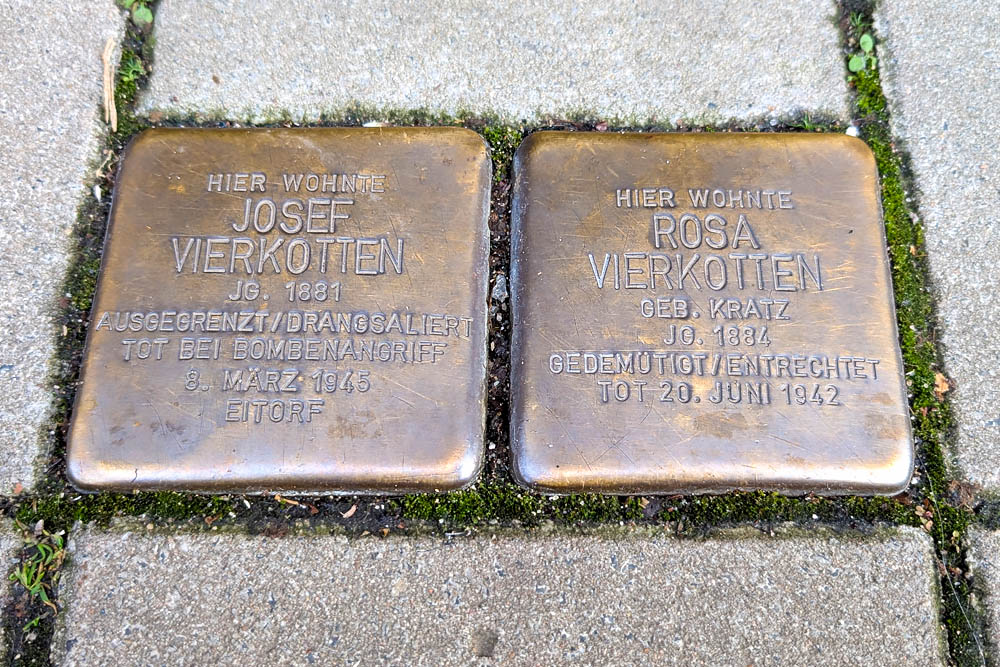 HIER WOHNTE
JOSEF
VIERKOTTEN
JG. 1881
AUSGEGRENZT/DRANGSALIERT
TOT BEI BOMBENANGRIFF
8. MÄRZ 1945
EITORF
HIER WOHNTE
ROSA
VIERKOTTEN
GEB. KRATZ
JG. 1884
GEDEMÜTIGT/ENTRECHTET
TOT 20. JUNI 1942